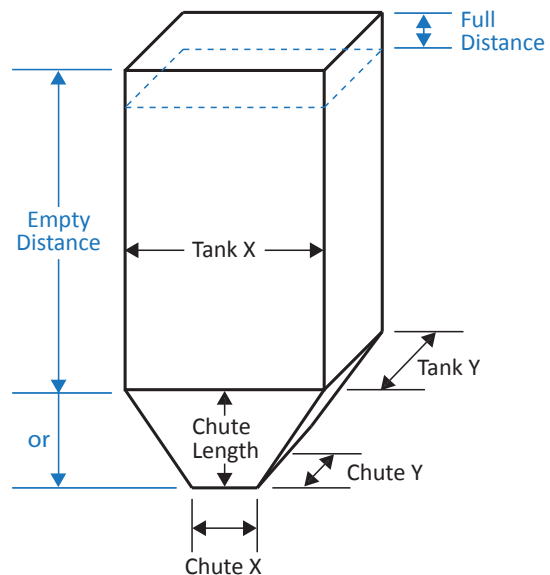 Full
Distance
Empty
Distance
Tank X
Tank Y
or
Chute
Length
Chute Y
Chute X